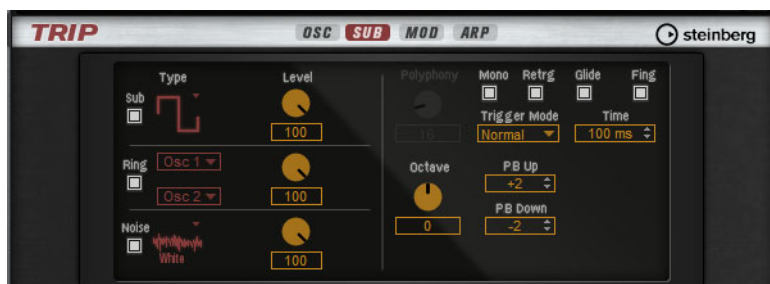 TRIP OSC SUB MOD ARP steinberg
Type Level
Sub
100
Ring Osc 1
Osc 2
100
Noise
White
100
Polyphony Mono Retrg Glide Fing
16
Trigger Mode Time
Normal 100 ms
Octave PB Up
+2
PB Down
0 -2